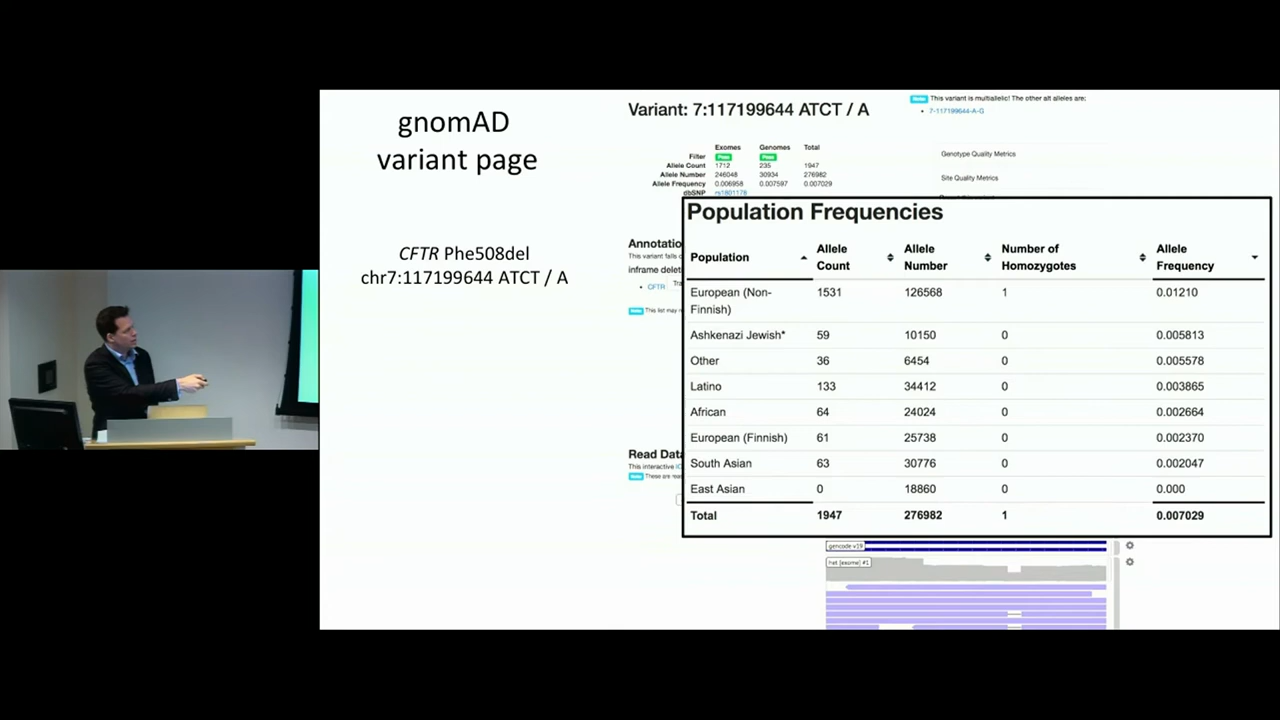 gnomAD
variant page
CFTR Phe508del
chr7:117199644 ATCT / A
Variant: 7:117199644 ATCT / A
Exomes Genomes Total
Filter Pass Pass
Allele Count 1712 235 1947
Allele Number 246048 30934 276982
Allele Frequency 0.006958 0.007597 0.007029
dbSNP rs1801178
This variant is multiallelic! The other alt alleles are:
7-117199644-A-G
Genotype Quality Metrics
Site Quality Metrics
Annotatio
This variant falls
inframe delet
CFTR
This list may
Read Data
This interactive
These are
Population Frequencies
Population Allele Count Allele Number Number of Homozygotes Allele Frequency
European (Non-Finnish) 1531 126568 1 0.01210
Ashkenazi Jewish* 59 10150 0 0.005813
Other 36 6454 0 0.005578
Latino 133 34412 0 0.003865
African 64 24024 0 0.002664
European (Finnish) 61 25738 0 0.002370
South Asian 63 30776 0 0.002047
East Asian 0 18860 0 0.000
Total 1947 276982 1 0.007029
gencode v19
het [exome] #1